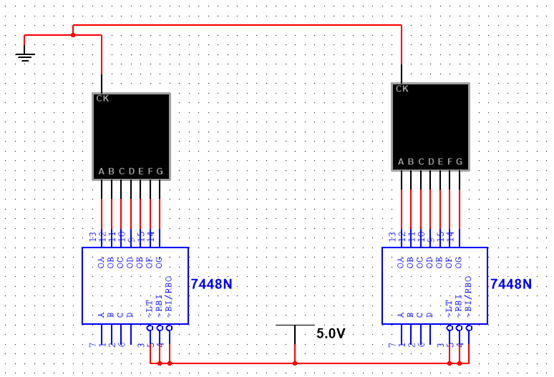 CK
CK
A B C D E F G
A B C D E F G
13 12 11 10 9 15 14
13 12 11 10 9 15 14
OA OB OC OD OE OF OG
OA OB OC OD OE OF OG
7448N
7448N
A B C D ~LT ~RBI ~BI/RBO
A B C D ~LT ~RBI ~BI/RBO
7 1 2 6 3 5 4
7 1 2 6 3 5 4
5.0V